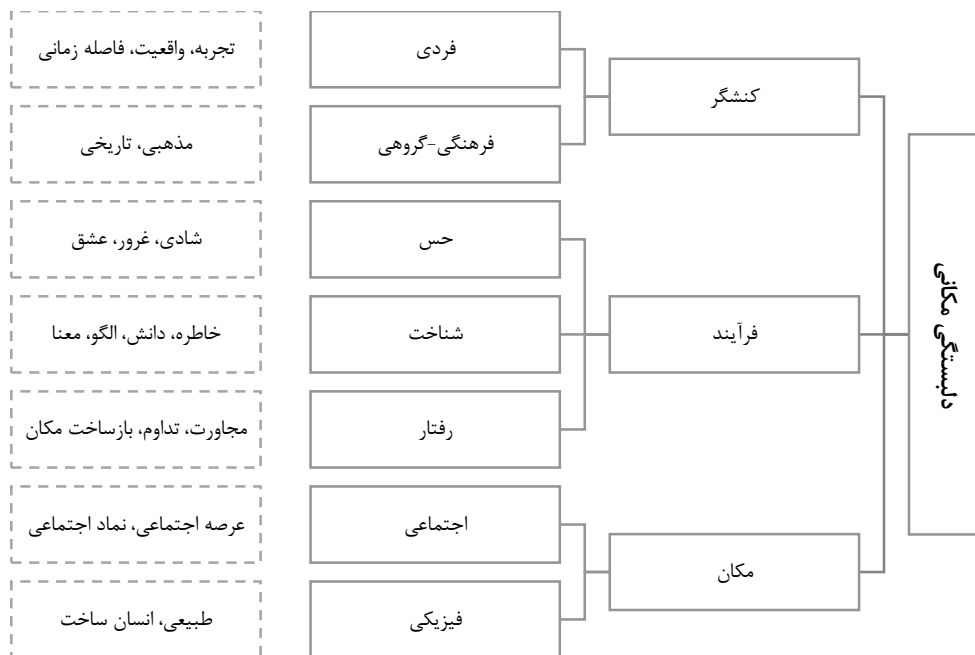 دلبستگی مکانی
کنشگر
فردی
تجربه، واقعیت، فاصله زمانی
فرهنگی-گروهی
مذهبی، تاریخی
فرآیند
حس
شادی، غرور، عشق
شناخت
خاطره، دانش، الگو، معنا
رفتار
مجاورت، تداوم، بازساخت مکان
مکان
اجتماعی
عرصه اجتماعی، نماد اجتماعی
فیزیکی
طبیعی، انسان ساخت